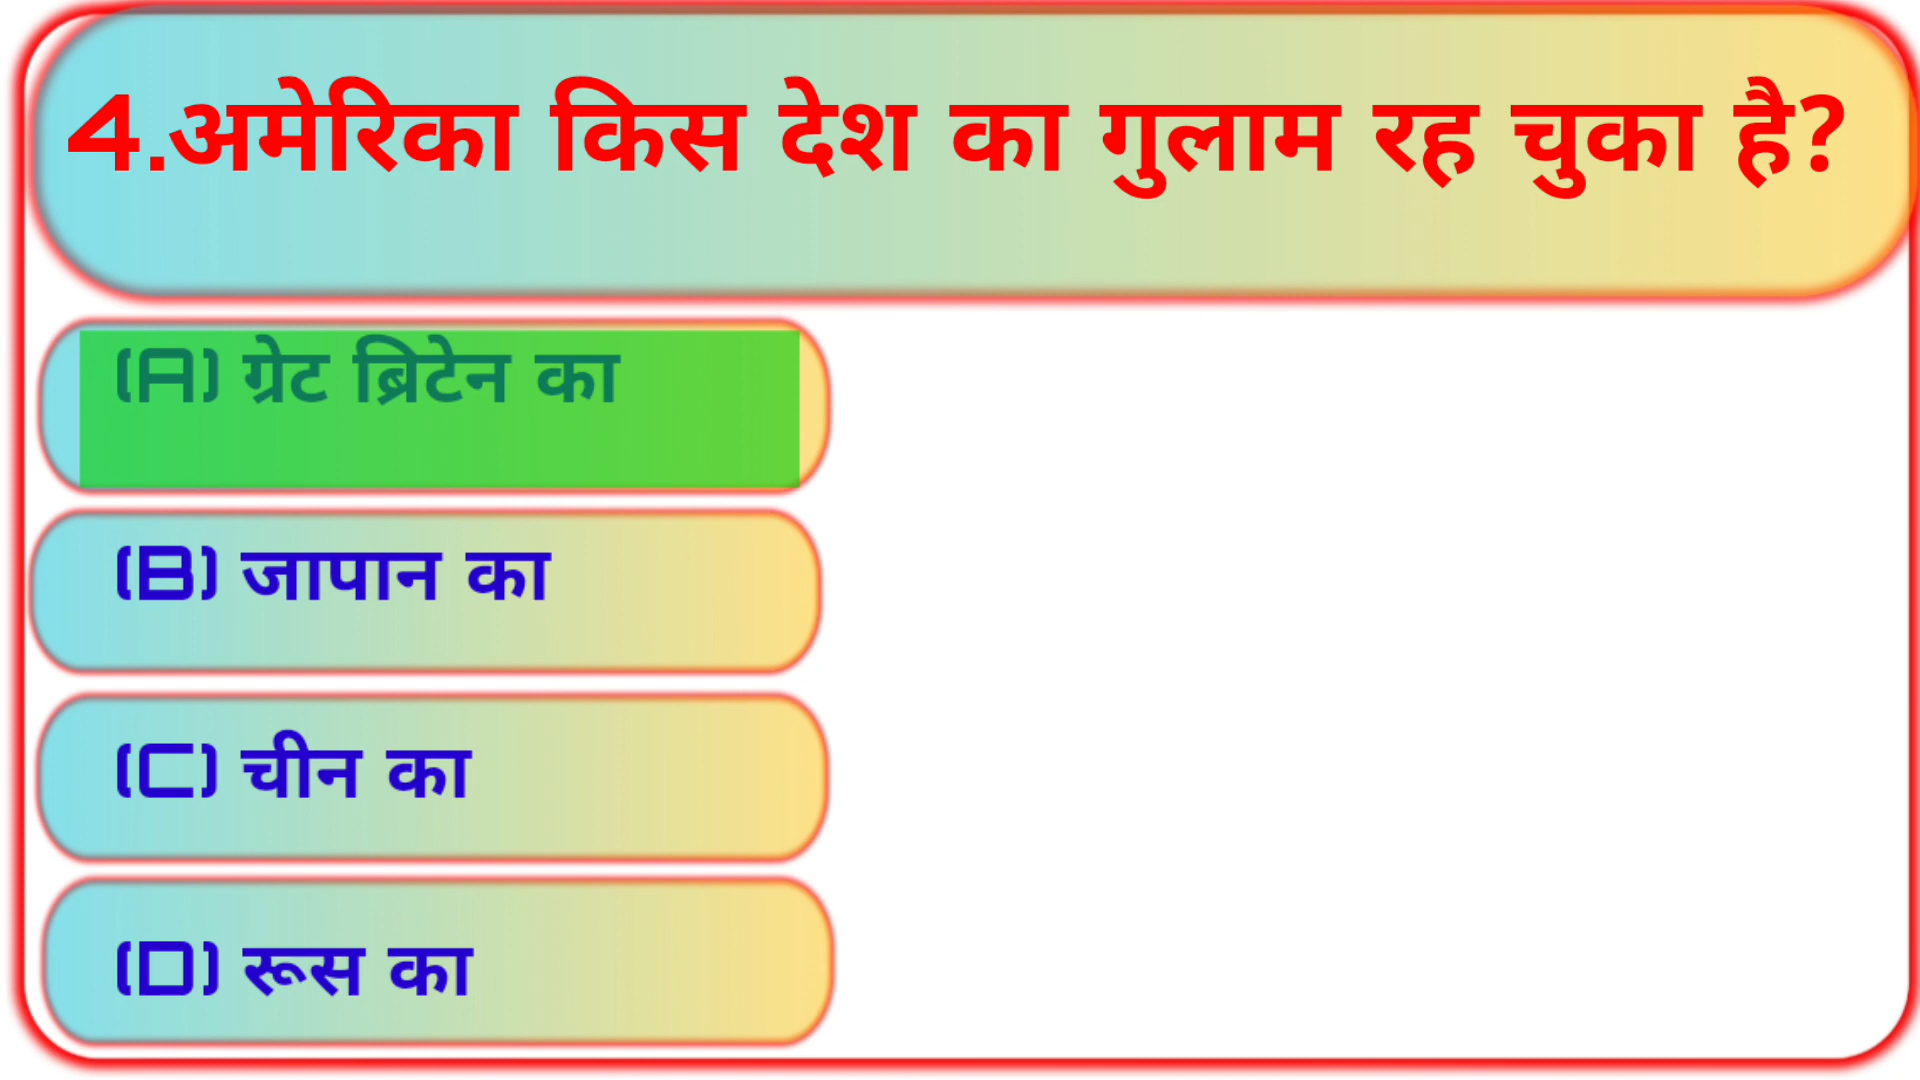 4.अमेरिका किस देश का गुलाम रह चुका है?
(A) ग्रेट ब्रिटेन का
(B) जापान का
(C) चीन का
(D) रूस का